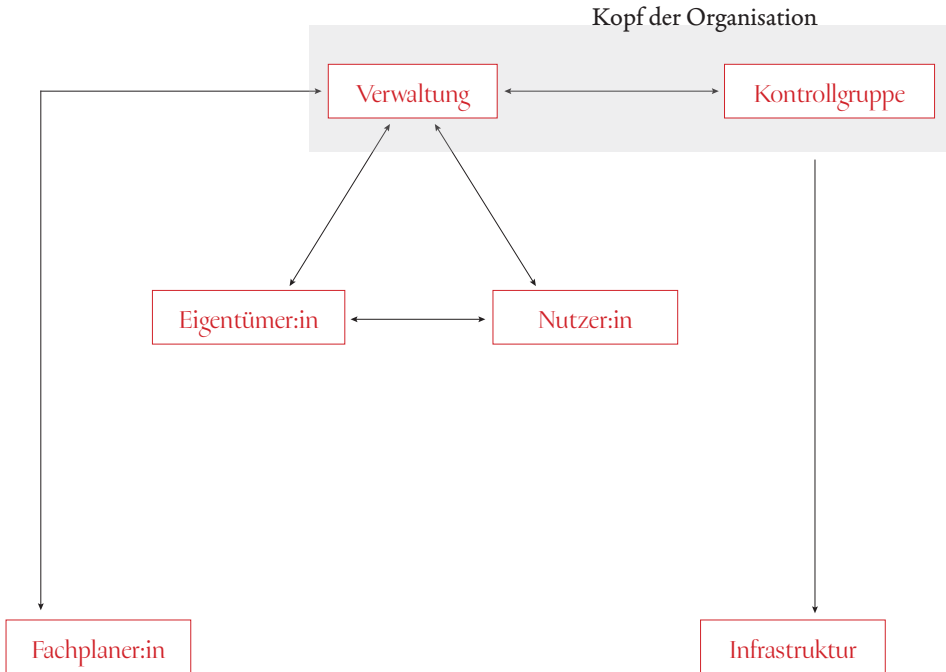 Kopf der Organisation
Verwaltung
Kontrollgruppe
Eigentümer:in
Nutzer:in
Fachplaner:in
Infrastruktur